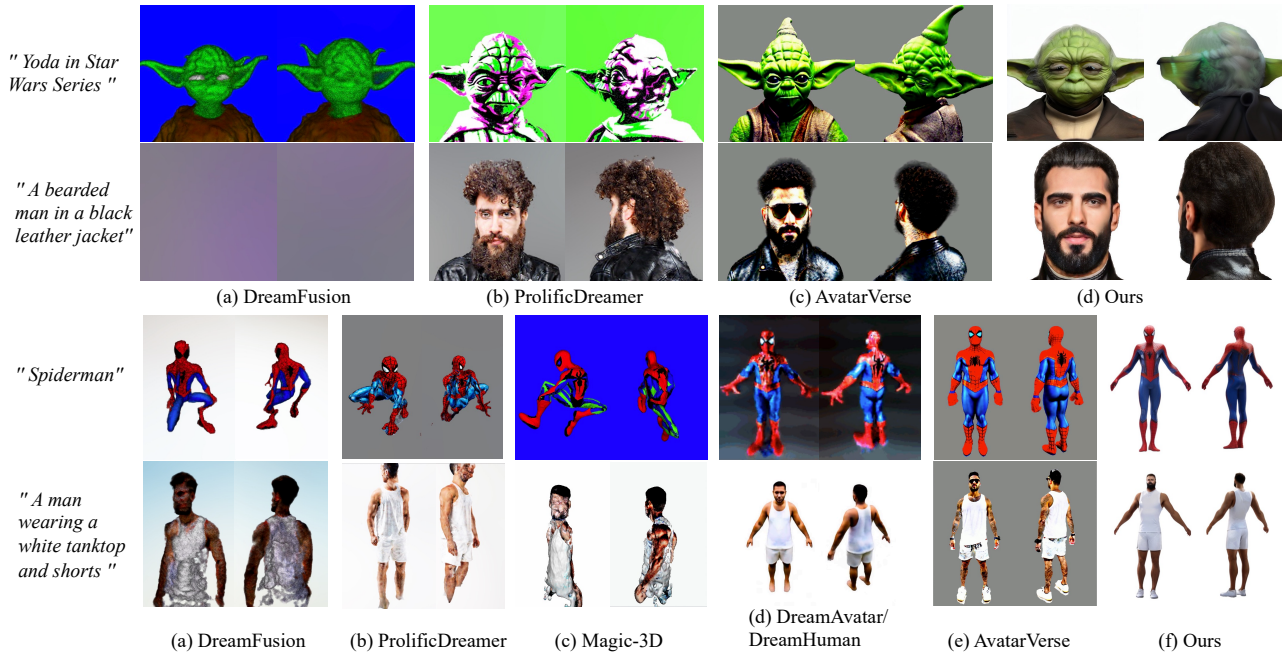 " Yoda in Star
Wars Series "
" A bearded
man in a black
leather jacket"
(a) DreamFusion
(b) ProlificDreamer
(c) AvatarVerse
(d) Ours
" Spiderman"
" A man
wearing a
white tanktop
and shorts "
(a) DreamFusion
(b) ProlificDreamer
(c) Magic-3D
(d) DreamAvatar/
DreamHuman
(e) AvatarVerse
(f) Ours